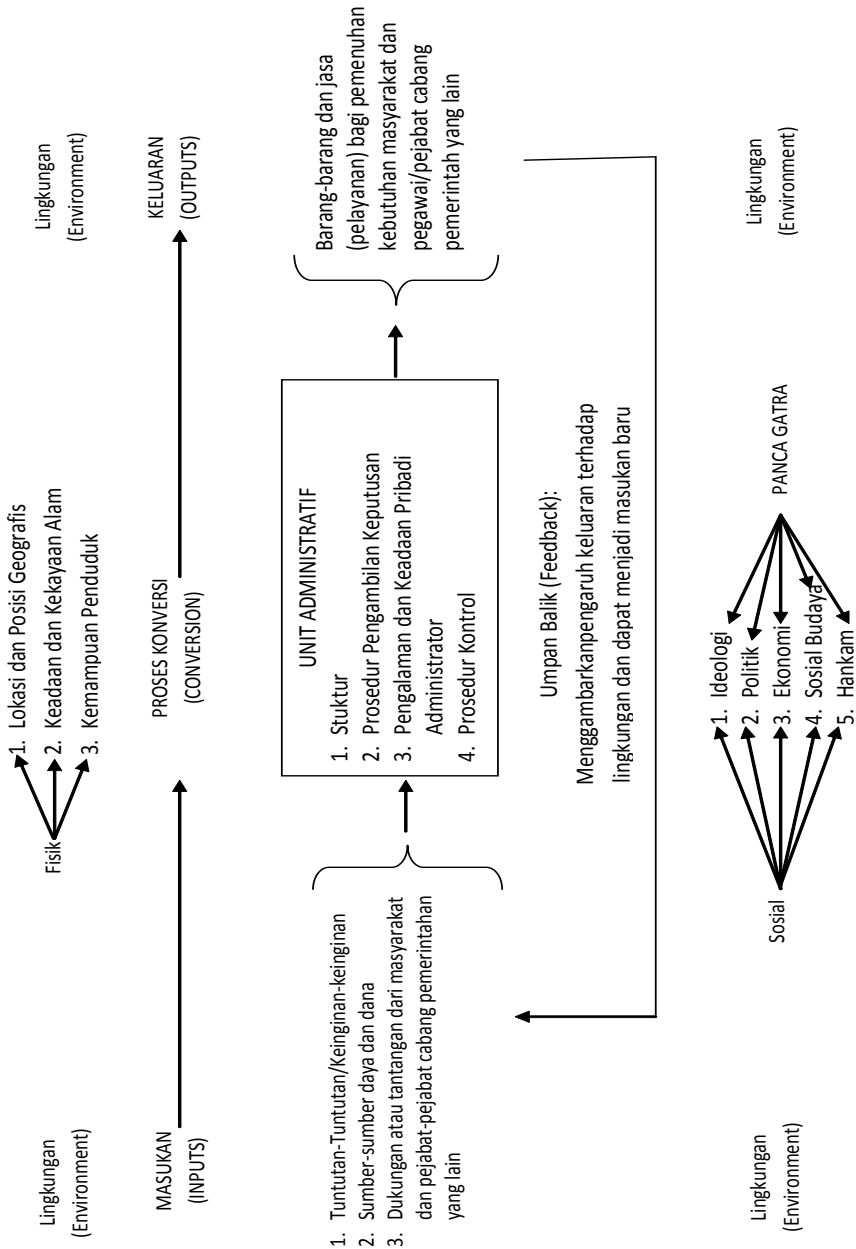 Lingkungan
(Environment)
Fisik
1. Lokasi dan Posisi Geografis
2. Keadaan dan Kekayaan Alam
3. Kemampuan Penduduk
Lingkungan
(Environment)
MASUKAN
(INPUTS)
PROSES KONVERSI
(CONVERSION)
KELUARAN
(OUTPUTS)
1. Tuntutan-Tuntutan/Keinginan-keinginan
2. Sumber-sumber daya dan dana
3. Dukungan atau tantangan dari masyarakat
dan pejabat-pejabat cabang pemerintahan
yang lain
UNIT ADMINISTRATIF
1. Stuktur
2. Prosedur Pengambilan Keputusan
3. Pengalaman dan Keadaan Pribadi
Administrator
4. Prosedur Kontrol
Barang-barang dan jasa
(pelayanan) bagi pemenuhan
kebutuhan masyarakat dan
pegawai/pejabat cabang
pemerintah yang lain
Umpan Balik (Feedback):
Menggambarkanpengaruh keluaran terhadap
lingkungan dan dapat menjadi masukan baru
Lingkungan
(Environment)
Sosial
1. Ideologi
2. Politik
3. Ekonomi
4. Sosial Budaya
5. Hankam
PANCA GATRA
Lingkungan
(Environment)